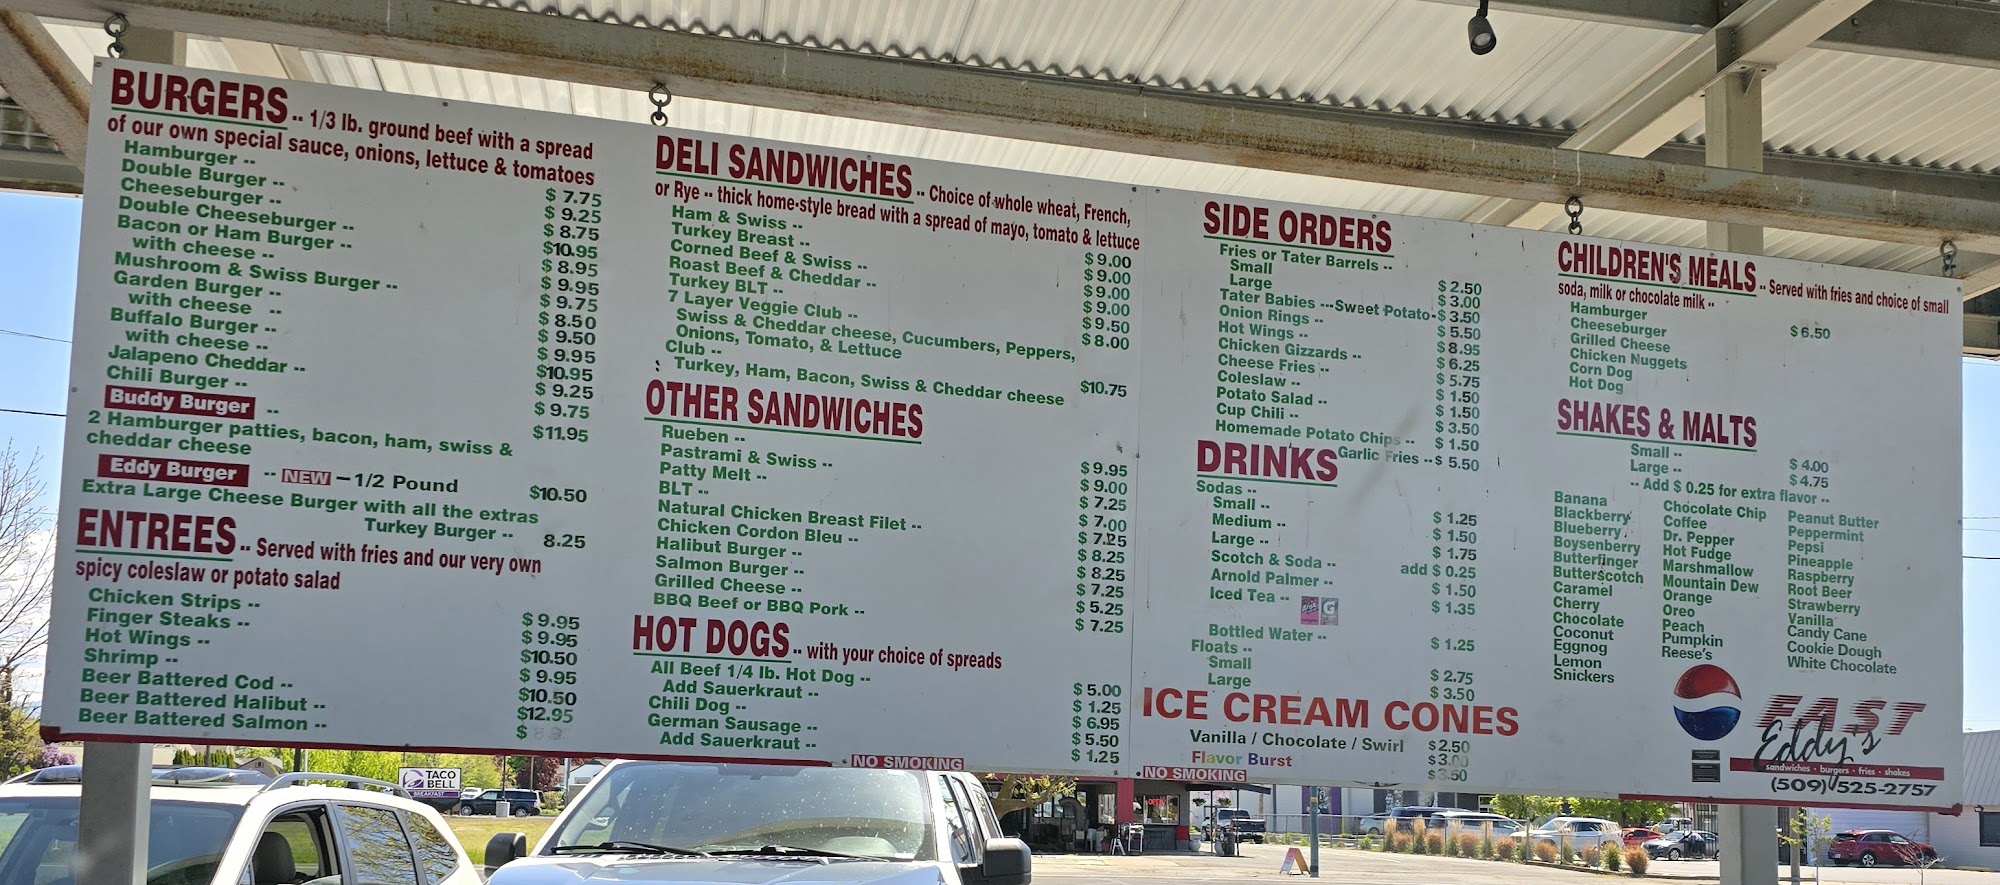 BURGERS -- 1/3 lb. ground beef with a spread
of our own special sauce, onions, lettuce & tomatoes
Hamburger -- $ 7.75
Double Burger -- $ 9.25
Cheeseburger -- $ 8.75
Double Cheeseburger -- $10.95
Bacon or Ham Burger -- $ 8.95
with cheese -- $ 9.95
Mushroom & Swiss Burger -- $ 9.75
Garden Burger -- $ 8.50
with cheese -- $ 9.50
Buffalo Burger -- $ 9.95
with cheese -- $10.95
Jalapeno Cheddar -- $ 9.25
Chili Burger -- $ 9.75
Buddy Burger -- $11.95
2 Hamburger patties, bacon, ham, swiss &
cheddar cheese
Eddy Burger -- NEW – 1/2 Pound $10.50
Extra Large Cheese Burger with all the extras
Turkey Burger -- 8.25
ENTREES -- Served with fries and our very own
spicy coleslaw or potato salad
Chicken Strips -- $ 9.95
Finger Steaks -- $ 9.95
Hot Wings -- $10.50
Shrimp -- $ 9.95
Beer Battered Cod -- $10.50
Beer Battered Halibut -- $12.95
Beer Battered Salmon -- $
DELI SANDWICHES -- Choice of whole wheat, French,
or Rye -- thick home-style bread with a spread of mayo, tomato & lettuce
Ham & Swiss -- $ 9.00
Turkey Breast -- $ 9.00
Corned Beef & Swiss -- $ 9.00
Roast Beef & Cheddar -- $ 9.00
Turkey BLT -- $ 9.50
7 Layer Veggie Club -- $ 8.00
Swiss & Cheddar cheese, Cucumbers, Peppers,
Onions, Tomato, & Lettuce
Club -- $10.75
Turkey, Ham, Bacon, Swiss & Cheddar cheese
OTHER SANDWICHES
Rueben -- $ 9.95
Pastrami & Swiss -- $ 9.00
Patty Melt -- $ 7.25
BLT -- $ 7.00
Natural Chicken Breast Filet -- $ 7.25
Chicken Cordon Bleu -- $ 8.25
Halibut Burger -- $ 8.25
Salmon Burger -- $ 7.25
Grilled Cheese -- $ 5.25
BBQ Beef or BBQ Pork -- $ 7.25
HOT DOGS -- with your choice of spreads
All Beef 1/4 lb. Hot Dog -- $ 5.00
Add Sauerkraut -- $ 1.25
Chili Dog -- $ 6.95
German Sausage -- $ 5.50
Add Sauerkraut -- $ 1.25
NO SMOKING
SIDE ORDERS
Fries or Tater Barrels --
Small $ 2.50
Large $ 3.00
Tater Babies ---Sweet Potato- $ 3.50
Onion Rings -- $ 5.50
Hot Wings -- $ 8.95
Chicken Gizzards -- $ 6.25
Cheese Fries -- $ 5.75
Coleslaw -- $ 1.50
Potato Salad -- $ 1.50
Cup Chili -- $ 3.50
Homemade Potato Chips -- $ 1.50
Garlic Fries -- $ 5.50
DRINKS
Sodas --
Small -- $ 1.25
Medium -- $ 1.50
Large -- $ 1.75
Scotch & Soda -- add $ 0.25
Arnold Palmer -- $ 1.50
Iced Tea -- $ 1.35
Bottled Water -- $ 1.25
Floats --
Small $ 2.75
Large $ 3.50
ICE CREAM CONES
Vanilla / Chocolate / Swirl $ 2.50
Flavor Burst $ 3.00
$ 3.50
NO SMOKING
CHILDREN'S MEALS -- Served with fries and choice of small
soda, milk or chocolate milk --
Hamburger $ 6.50
Cheeseburger
Grilled Cheese
Chicken Nuggets
Corn Dog
Hot Dog
SHAKES & MALTS
Small -- $ 4.00
Large -- $ 4.75
-- Add $ 0.25 for extra flavor --
Banana
Blackberry
Blueberry
Boysenberry
Butterfinger
Butterscotch
Caramel
Cherry
Chocolate
Coconut
Eggnog
Lemon
Snickers
Chocolate Chip
Coffee
Dr. Pepper
Hot Fudge
Marshmallow
Mountain Dew
Orange
Oreo
Peach
Pumpkin
Reese's
Peanut Butter
Peppermint
Pepsi
Pineapple
Raspberry
Root Beer
Strawberry
Vanilla
Candy Cane
Cookie Dough
White Chocolate
FAST
Eddy's
sandwiches · burgers · fries · shakes
(509) 525-2757
TACO
BELL
BREAKFAST
OPEN